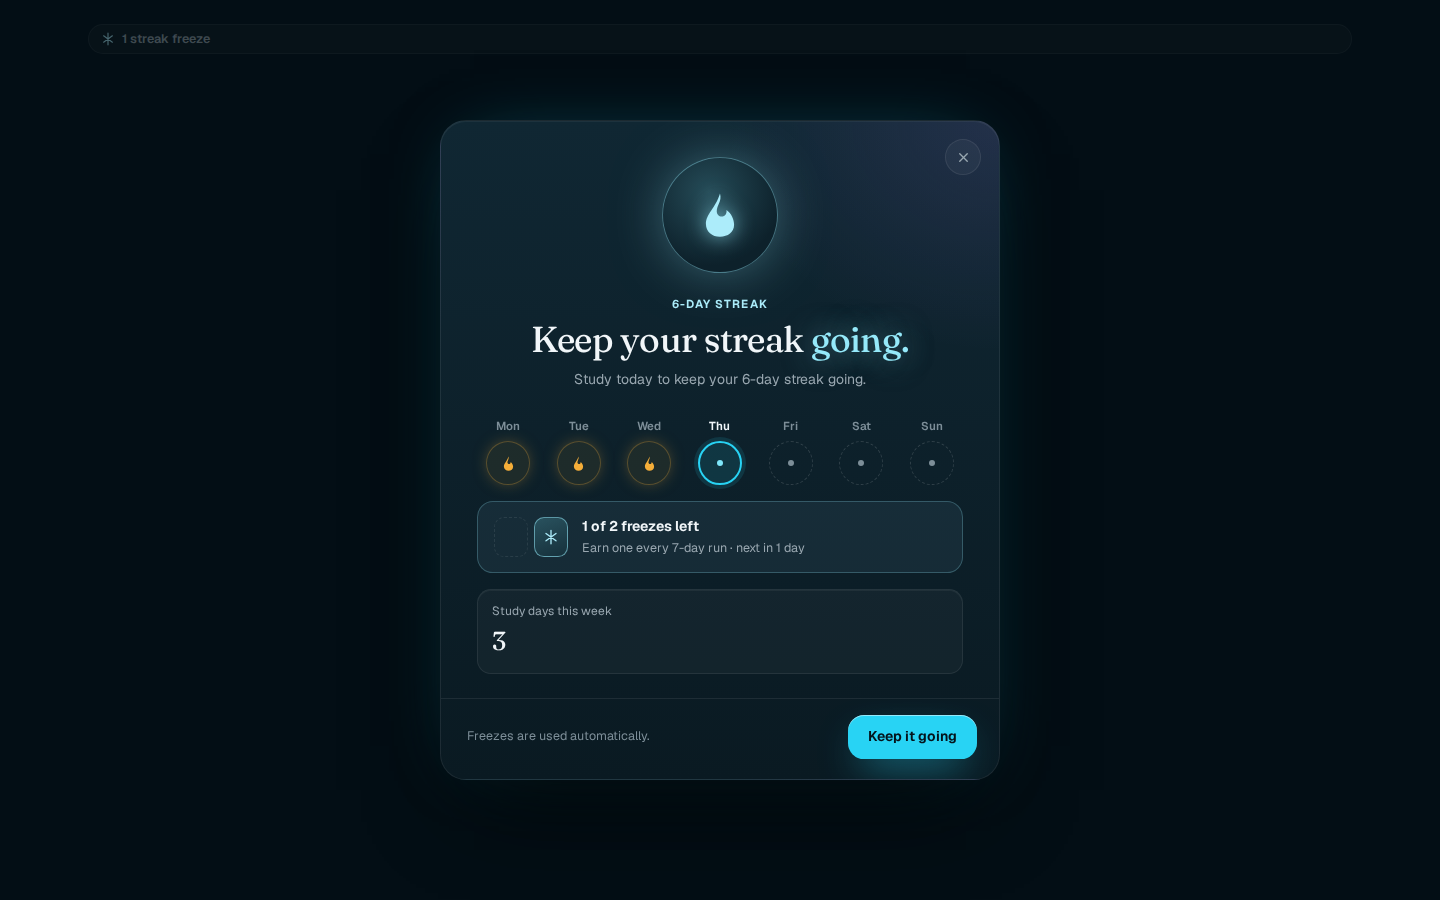 1 streak freeze
6-DAY STREAK
Keep your streak going.
Study today to keep your 6-day streak going.
Mon Tue Wed Thu Fri Sat Sun
1 of 2 freezes left
Earn one every 7-day run · next in 1 day
Study days this week
3
Freezes are used automatically.
Keep it going